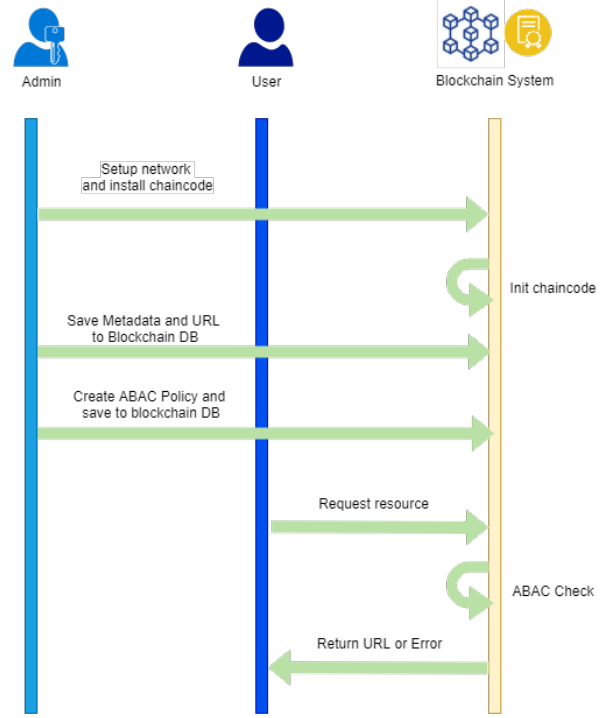 Admin
User
Blockchain System
Setup network
and install chaincode
Init chaincode
Save Metadata and URL
to Blockchain DB
Create ABAC Policy and
save to blockchain DB
Request resource
ABAC Check
Return URL or Error